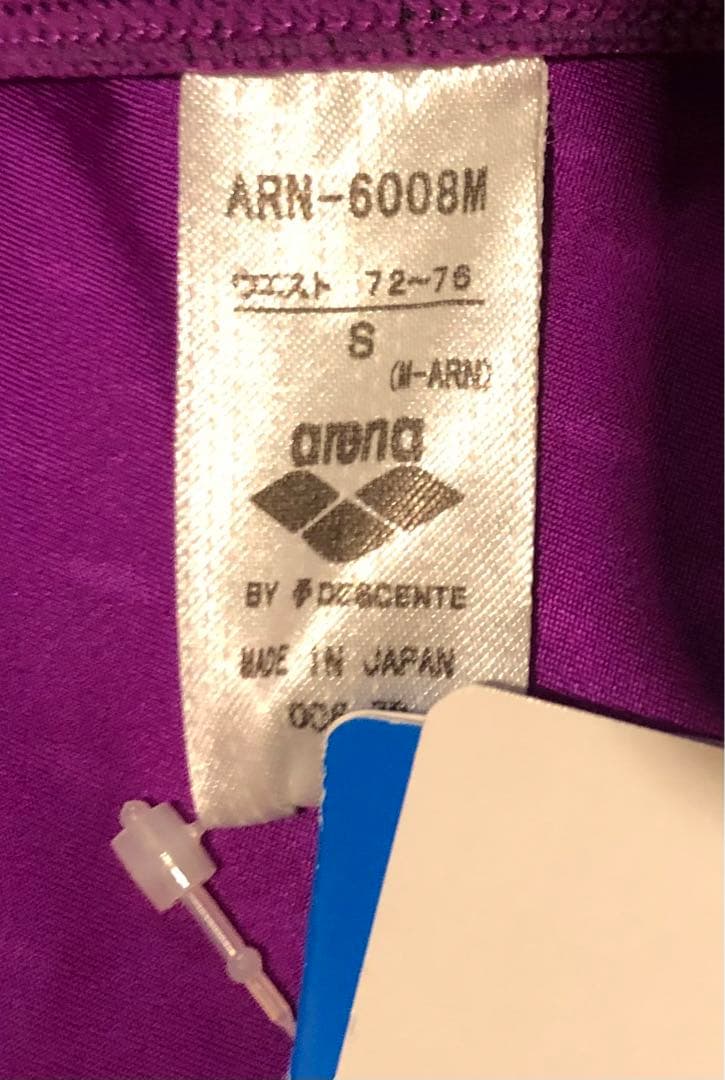 ARN-6008M
ウエスト 72~76
S
(M-ARN)
arena
BY DESCENTE
MADE IN JAPAN